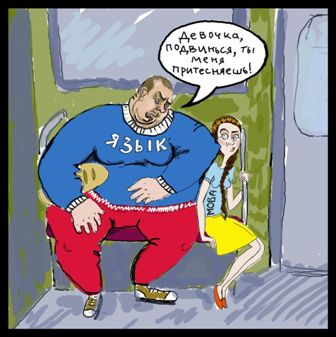 Девочка,
подвинься, ты
меня
притесняешь!
ЯЗЫК
МОВА